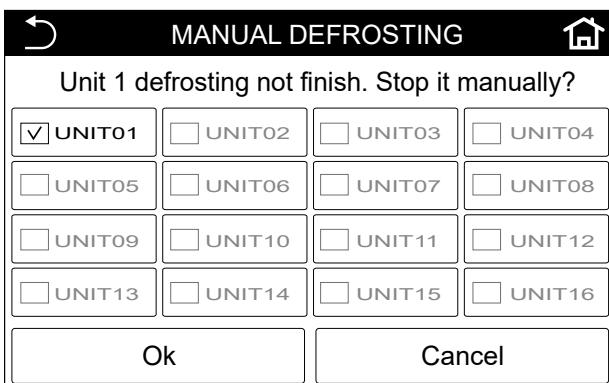 MANUAL DEFROSTING
Unit 1 defrosting not finish. Stop it manually?
UNIT01 UNIT02 UNIT03 UNIT04
UNIT05 UNIT06 UNIT07 UNIT08
UNIT09 UNIT10 UNIT11 UNIT12
UNIT13 UNIT14 UNIT15 UNIT16
Ok Cancel